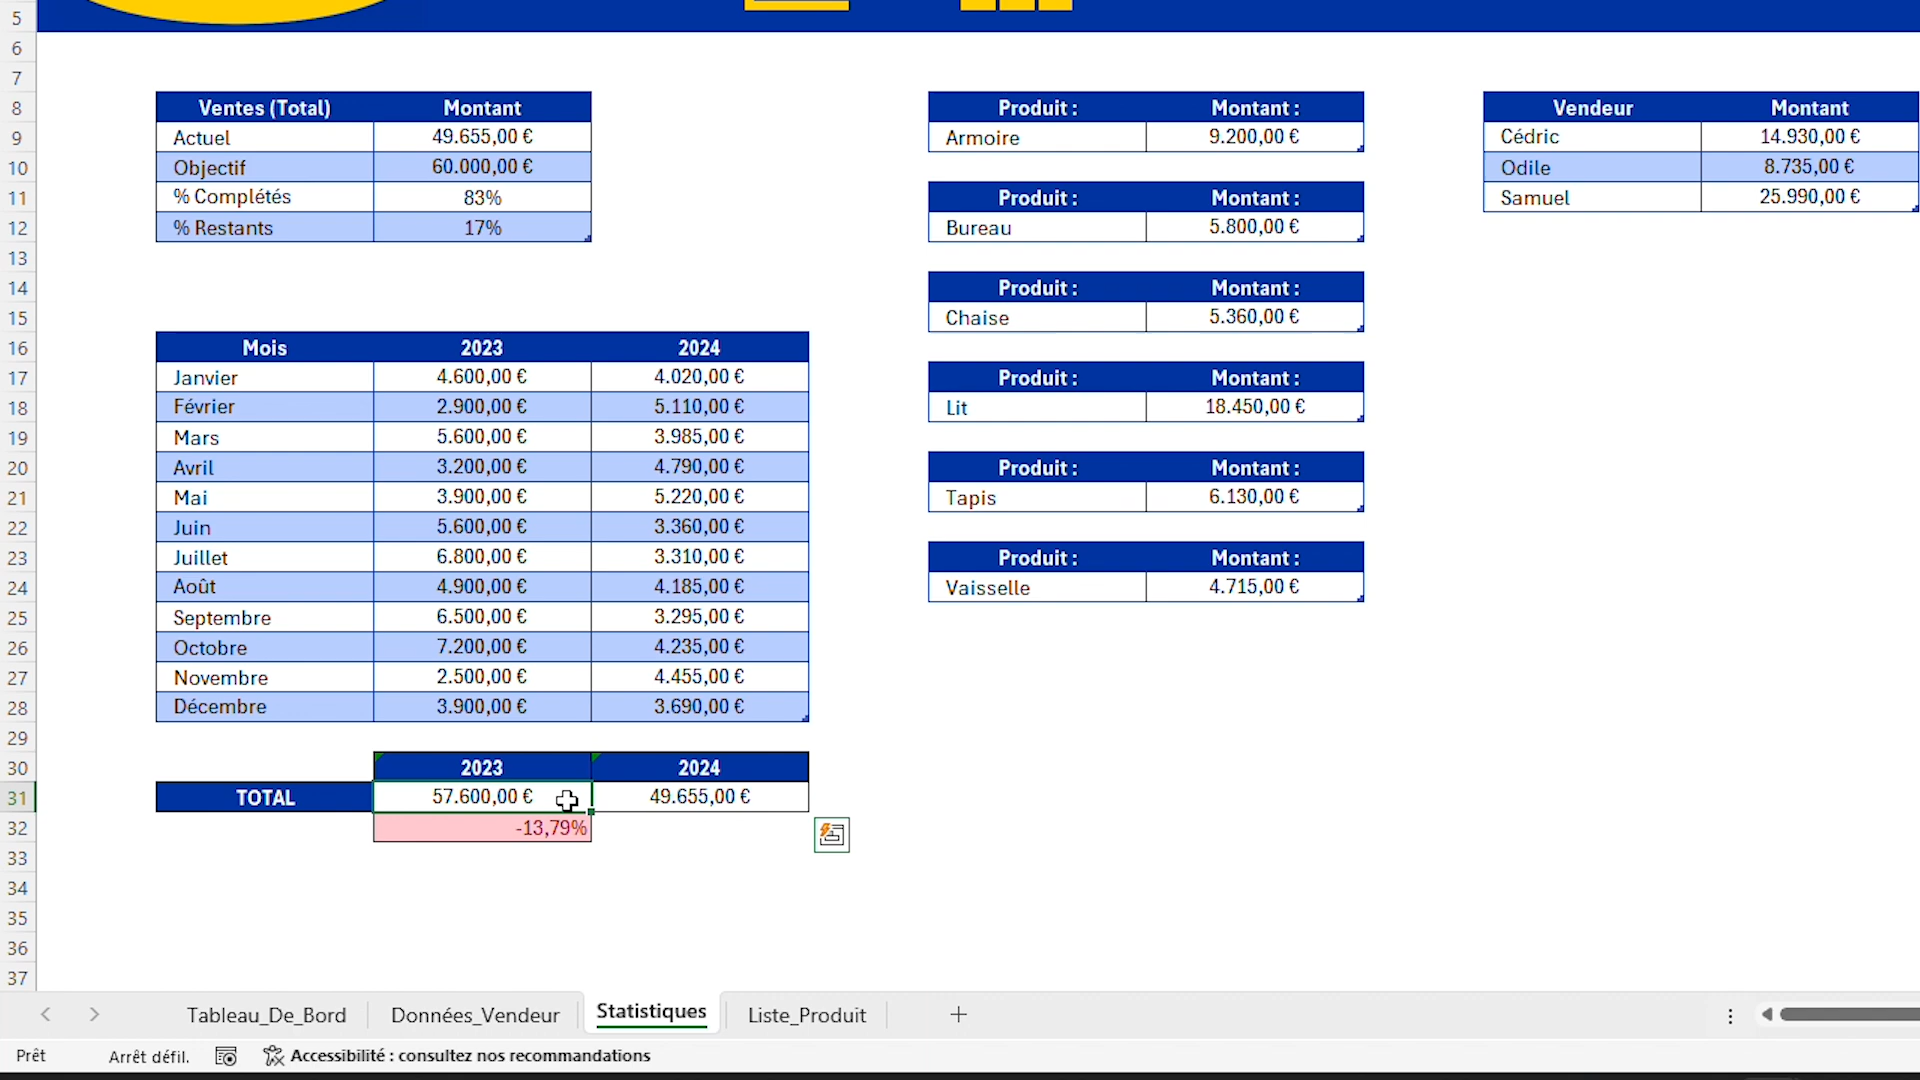 5
6
7
8 Ventes (Total) Montant Produit : Montant : Vendeur Montant
9 Actuel 49.655,00 € Armoire 9.200,00 € Cédric 14.930,00 €
10 Objectif 60.000,00 € Odile 8.735,00 €
11 % Complétés 83% Produit : Montant : Samuel 25.990,00 €
12 % Restants 17% Bureau 5.800,00 €
13
14 Produit : Montant :
15 Chaise 5.360,00 €
16 Mois 2023 2024
17 Janvier 4.600,00 € 4.020,00 € Produit : Montant :
18 Février 2.900,00 € 5.110,00 € Lit 18.450,00 €
19 Mars 5.600,00 € 3.985,00 €
20 Avril 3.200,00 € 4.790,00 € Produit : Montant :
21 Mai 3.900,00 € 5.220,00 € Tapis 6.130,00 €
22 Juin 5.600,00 € 3.360,00 €
23 Juillet 6.800,00 € 3.310,00 € Produit : Montant :
24 Août 4.900,00 € 4.185,00 € Vaisselle 4.715,00 €
25 Septembre 6.500,00 € 3.295,00 €
26 Octobre 7.200,00 € 4.235,00 €
27 Novembre 2.500,00 € 4.455,00 €
28 Décembre 3.900,00 € 3.690,00 €
29
30 2023 2024
31 TOTAL 57.600,00 € 49.655,00 €
32 -13,79%
33
34
35
36
37
Tableau_De_Bord Données_Vendeur Statistiques Liste_Produit
Prêt Arrêt défil. Accessibilité : consultez nos recommandations